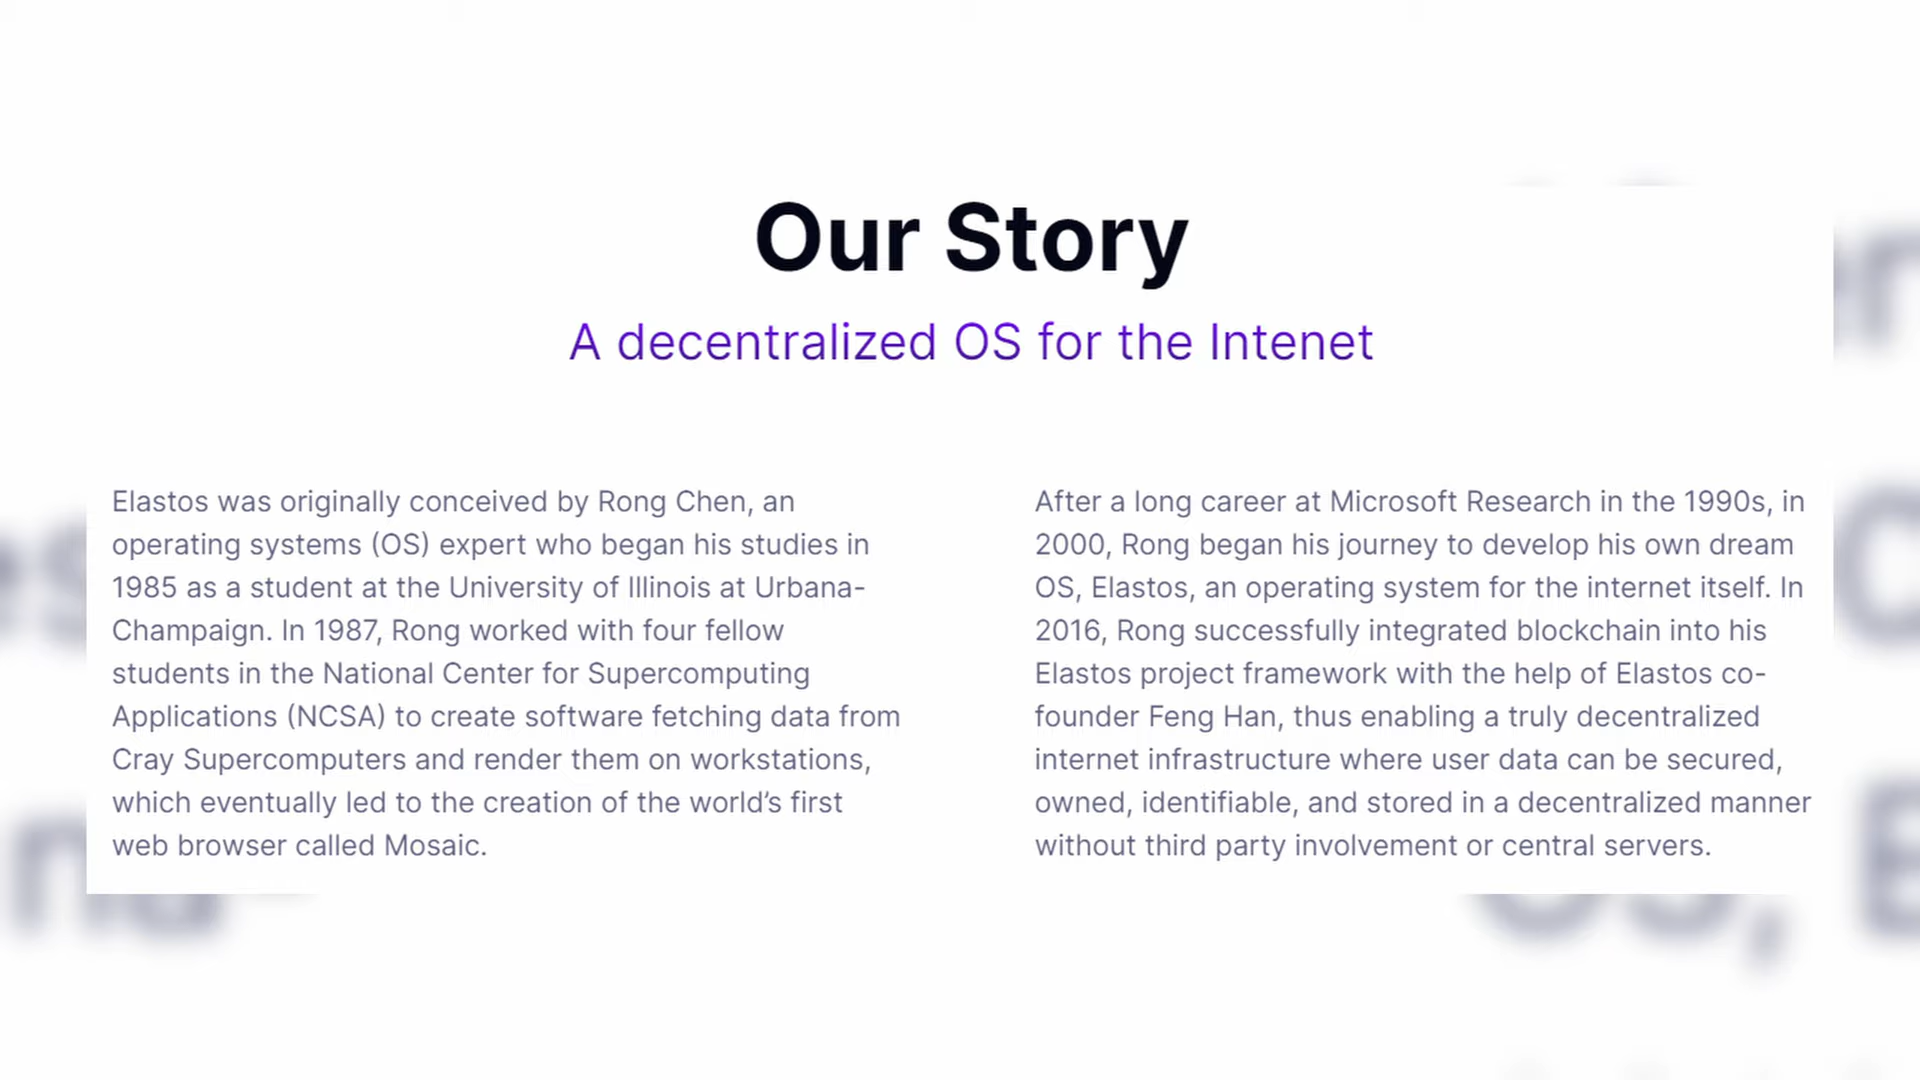 Our Story
A decentralized OS for the Intenet
Elastos was originally conceived by Rong Chen, an
operating systems (OS) expert who began his studies in
1985 as a student at the University of Illinois at Urbana-
Champaign. In 1987, Rong worked with four fellow
students in the National Center for Supercomputing
Applications (NCSA) to create software fetching data from
Cray Supercomputers and render them on workstations,
which eventually led to the creation of the world’s first
web browser called Mosaic.
After a long career at Microsoft Research in the 1990s, in
2000, Rong began his journey to develop his own dream
OS, Elastos, an operating system for the internet itself. In
2016, Rong successfully integrated blockchain into his
Elastos project framework with the help of Elastos co-
founder Feng Han, thus enabling a truly decentralized
internet infrastructure where user data can be secured,
owned, identifiable, and stored in a decentralized manner
without third party involvement or central servers.